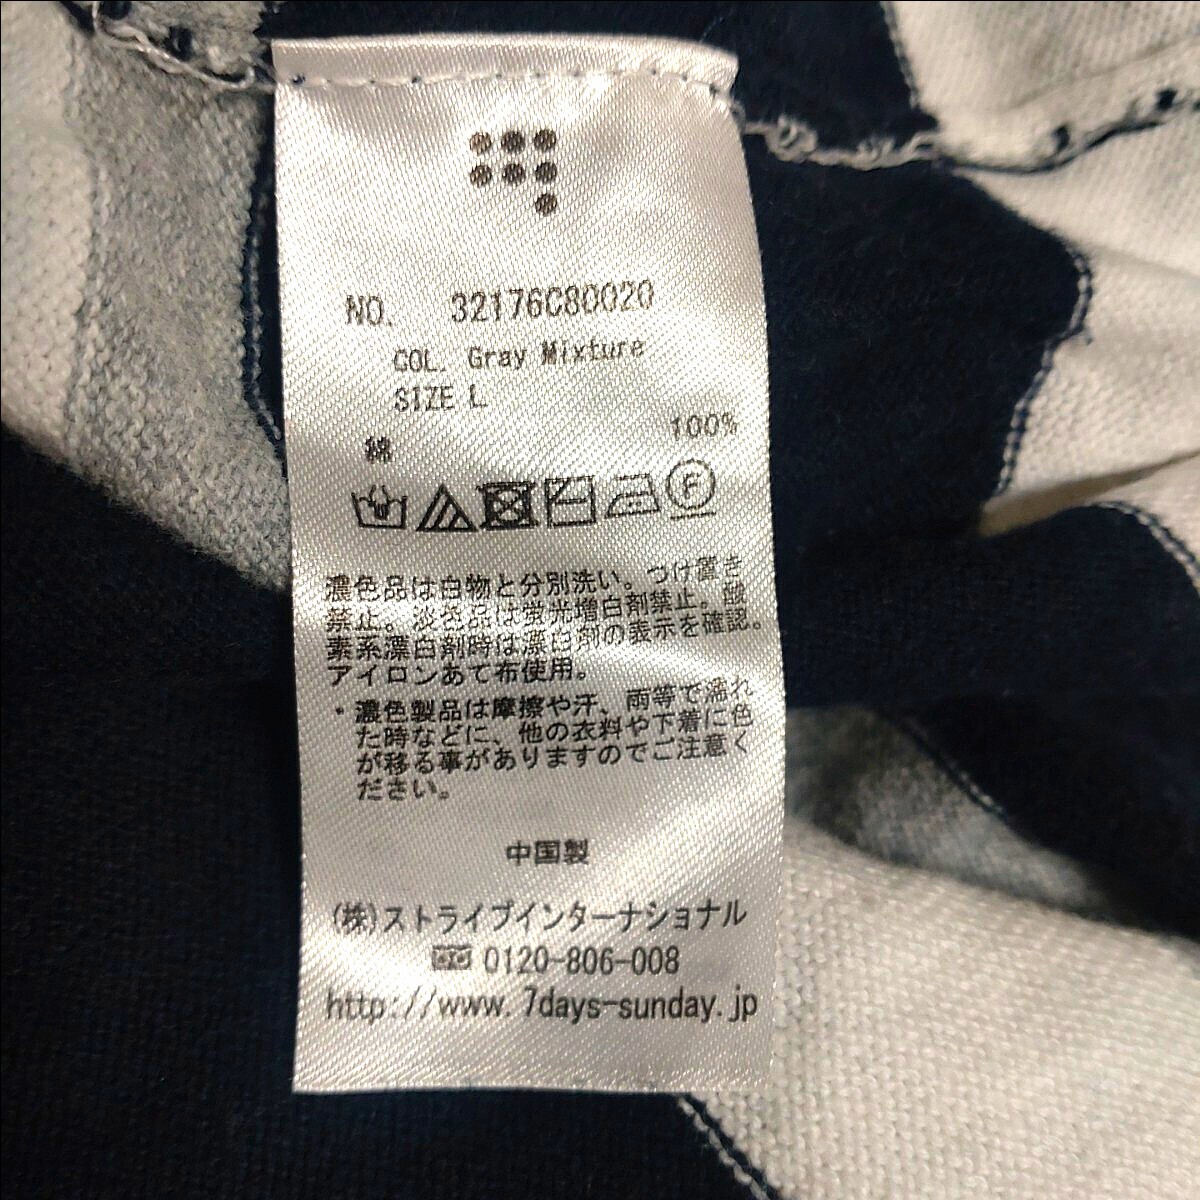 NO. 32176C80020
COL. Gray Mixture
SIZE L
綿 100%
F
濃色品は白物と分別洗い。つけ置き
禁止。淡色品は蛍光増白剤禁止。酸
素系漂白剤時は漂白剤の表示を確認。
アイロンあて布使用。
・濃色製品は摩擦や汗、雨等で濡れ
た時などに、他の衣料や下着に色
が移る事がありますのでご注意く
ださい。
中国製
(株)ストライプインターナショナル
0120-806-008
http://www.7days-sunday.jp